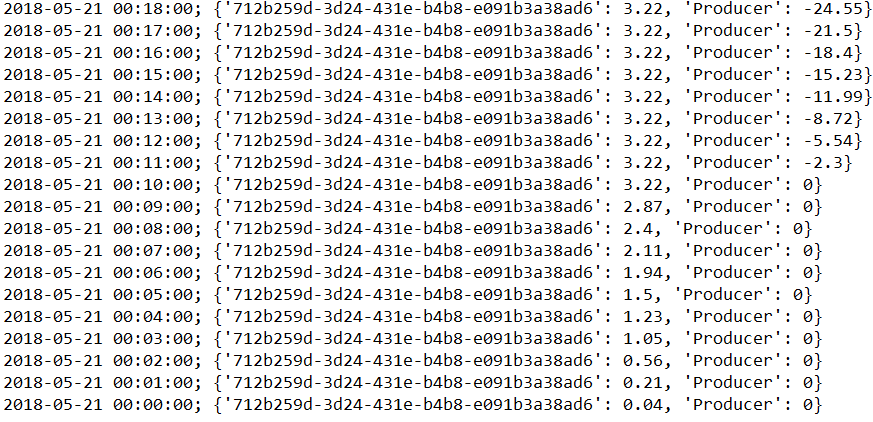 2018-05-21 00:18:00; {'712b259d-3d24-431e-b4b8-e091b3a38ad6': 3.22, 'Producer': -24.55}
2018-05-21 00:17:00; {'712b259d-3d24-431e-b4b8-e091b3a38ad6': 3.22, 'Producer': -21.5}
2018-05-21 00:16:00; {'712b259d-3d24-431e-b4b8-e091b3a38ad6': 3.22, 'Producer': -18.4}
2018-05-21 00:15:00; {'712b259d-3d24-431e-b4b8-e091b3a38ad6': 3.22, 'Producer': -15.23}
2018-05-21 00:14:00; {'712b259d-3d24-431e-b4b8-e091b3a38ad6': 3.22, 'Producer': -11.99}
2018-05-21 00:13:00; {'712b259d-3d24-431e-b4b8-e091b3a38ad6': 3.22, 'Producer': -8.72}
2018-05-21 00:12:00; {'712b259d-3d24-431e-b4b8-e091b3a38ad6': 3.22, 'Producer': -5.54}
2018-05-21 00:11:00; {'712b259d-3d24-431e-b4b8-e091b3a38ad6': 3.22, 'Producer': -2.3}
2018-05-21 00:10:00; {'712b259d-3d24-431e-b4b8-e091b3a38ad6': 3.22, 'Producer': 0}
2018-05-21 00:09:00; {'712b259d-3d24-431e-b4b8-e091b3a38ad6': 2.87, 'Producer': 0}
2018-05-21 00:08:00; {'712b259d-3d24-431e-b4b8-e091b3a38ad6': 2.4, 'Producer': 0}
2018-05-21 00:07:00; {'712b259d-3d24-431e-b4b8-e091b3a38ad6': 2.11, 'Producer': 0}
2018-05-21 00:06:00; {'712b259d-3d24-431e-b4b8-e091b3a38ad6': 1.94, 'Producer': 0}
2018-05-21 00:05:00; {'712b259d-3d24-431e-b4b8-e091b3a38ad6': 1.5, 'Producer': 0}
2018-05-21 00:04:00; {'712b259d-3d24-431e-b4b8-e091b3a38ad6': 1.23, 'Producer': 0}
2018-05-21 00:03:00; {'712b259d-3d24-431e-b4b8-e091b3a38ad6': 1.05, 'Producer': 0}
2018-05-21 00:02:00; {'712b259d-3d24-431e-b4b8-e091b3a38ad6': 0.56, 'Producer': 0}
2018-05-21 00:01:00; {'712b259d-3d24-431e-b4b8-e091b3a38ad6': 0.21, 'Producer': 0}
2018-05-21 00:00:00; {'712b259d-3d24-431e-b4b8-e091b3a38ad6': 0.04, 'Producer': 0}